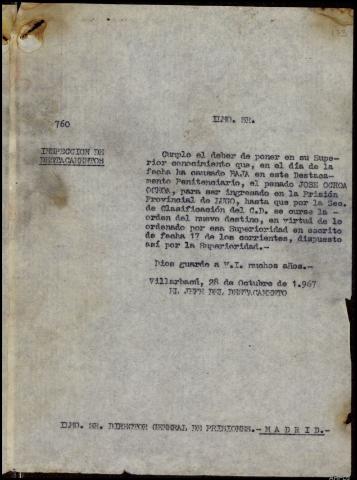 ILMO. SR.
760
INSPECCION DE
DESTACAMENTOS
Cumplo el deber de poner en su Supe-
rior conocimiento que, en el día de la
fecha ha causado BAJA en este Destaca-
mento Penitenciario, el penado JOSE OCHOA
OCHOA, para ser ingresado en la Prisión
Provincial de LUGO, hasta que por la Sec.
de Clasificación del C.D. se curse la
orden del nuevo destino, en virtud de lo
ordenado por esa Superioridad en escrito
de fecha 17 de los corrientes, dispuesto
así por la Superioridad.-
Dios guarde a V.I. muchos años.-
Villarbacú, 28 de Octubre de 1.967
EL JEFE DEL DESTACAMENTO
ILMO. SR. DIRECTOR GENERAL DE PRISIONES.- M A D R I D.-